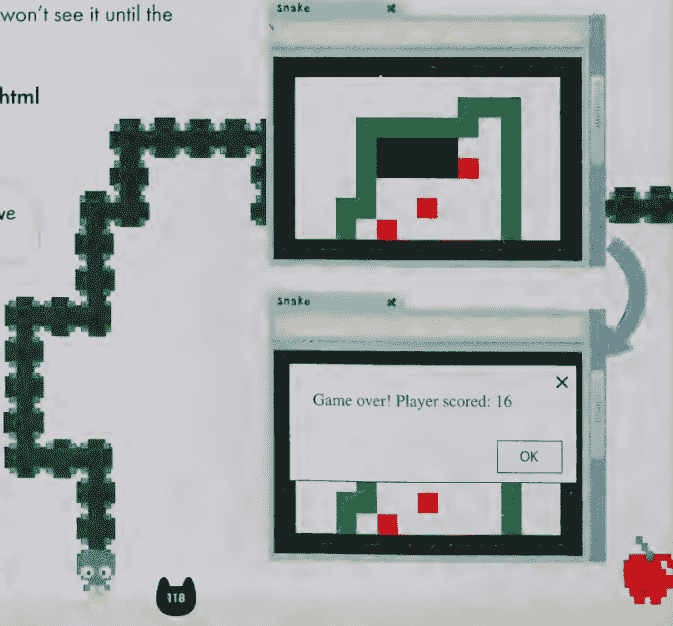 won't see it until the
html
ve
snake
snake
Game over! Player scored: 16
OK
118